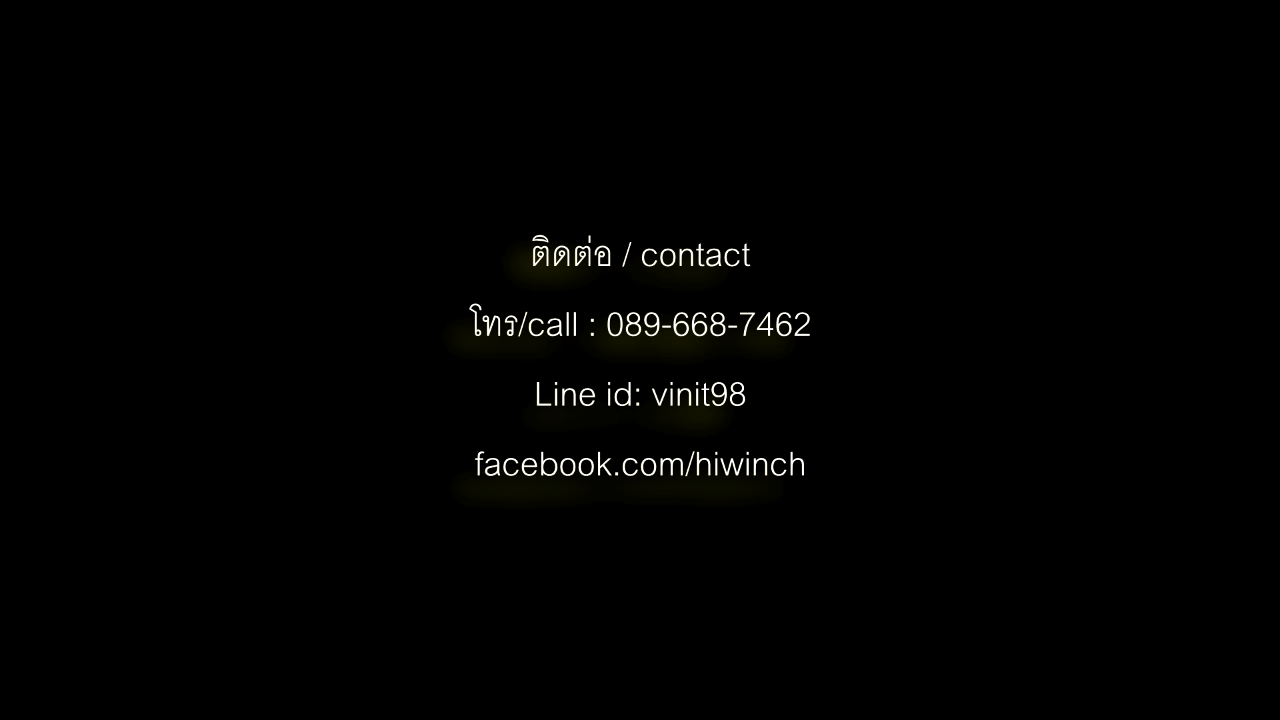 ติดต่อ / contact
โทร/call : 089-668-7462
Line id: vinit98
facebook.com/hiwinch